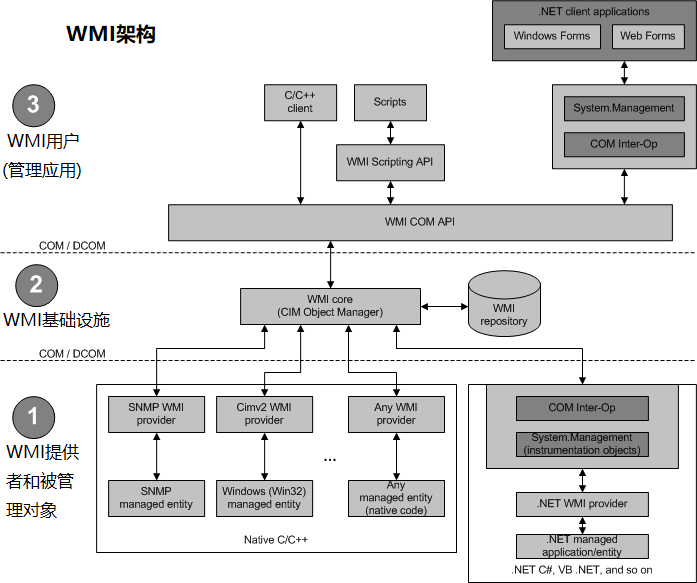 WMI架构
.NET client applications
Windows Forms
Web Forms
3
WMI用户
(管理应用)
C/C++
client
Scripts
WMI Scripting API
System.Management
COM Inter-Op
WMI COM API
COM / DCOM
2
WMI基础设施
WMI core
(CIM Object Manager)
WMI
repository
COM / DCOM
1
WMI提供
者和被管
理对象
SNMP WMI
provider
Cimv2 WMI
provider
Any WMI
provider
...
SNMP
managed entity
Windows (Win32)
managed entity
Any
managed entity
(native code)
Native C/C++
COM Inter-Op
System.Management
(instrumentation objects)
.NET WMI provider
.NET managed
application/entity
.NET C#, VB .NET, and so on